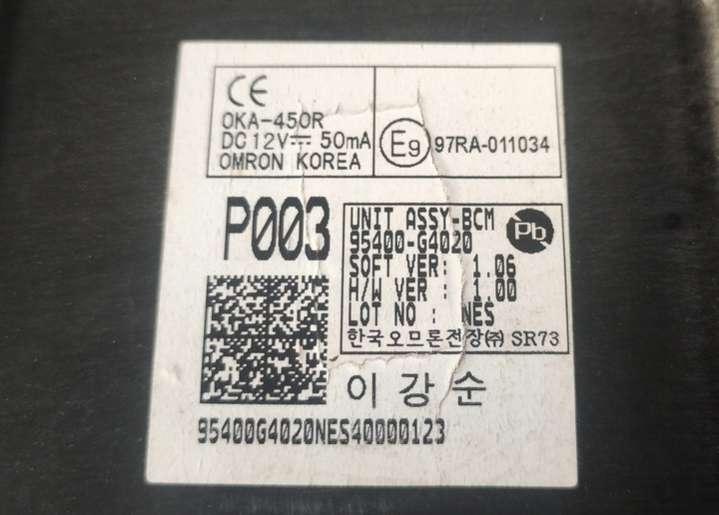 CE
OKA-450R
DC 12V⎓ 50mA
OMRON KOREA
E9 97RA-011034
P003
UNIT ASSY-BCM
95400-G4020
SOFT VER: 1.06
H/W VER : 1.00
LOT NO : NES
한국오므론전장㈜ SR73
Pb
이강순
95400G4020NES40000123